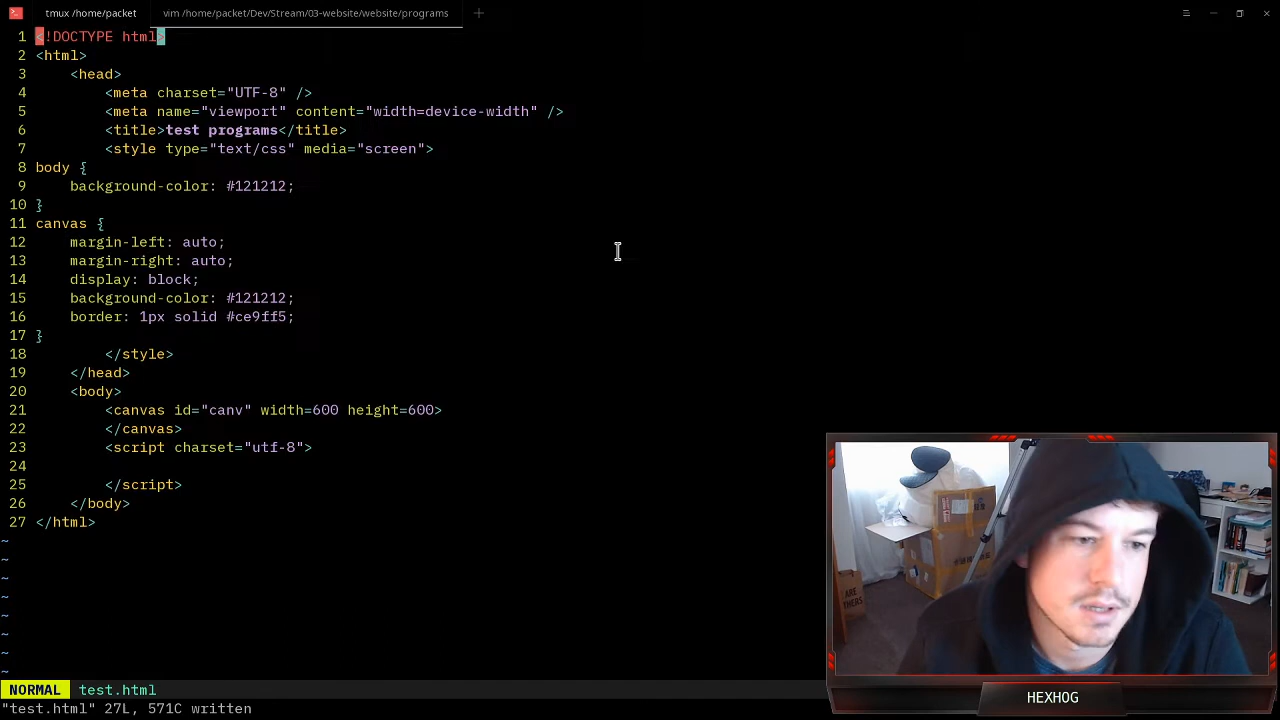 tmux /home/packet
vim /home/packet/Dev/Stream/03-website/website/programs
1 <!DOCTYPE html>
2 <html>
3     <head>
4         <meta charset="UTF-8" />
5         <meta name="viewport" content="width=device-width" />
6         <title>test programs</title>
7         <style type="text/css" media="screen">
8 body {
9     background-color: #121212;
10 }
11 canvas {
12     margin-left: auto;
13     margin-right: auto;
14     display: block;
15     background-color: #121212;
16     border: 1px solid #ce9ff5;
17 }
18         </style>
19     </head>
20     <body>
21         <canvas id="canv" width=600 height=600>
22         </canvas>
23         <script charset="utf-8">
24
25         </script>
26     </body>
27 </html>
~
~
~
~
~
~
~
~
NORMAL test.html
"test.html" 27L, 571C written
ARE
THERS
HEXHOG